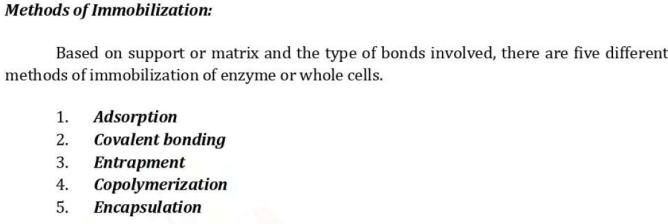 Methods of Immobilization:
Based on support or matrix and the type of bonds involved, there are five different
methods of immobilization of enzyme or whole cells.
1. Adsorption
2. Covalent bonding
3. Entrapment
4. Copolymerization
5. Encapsulation